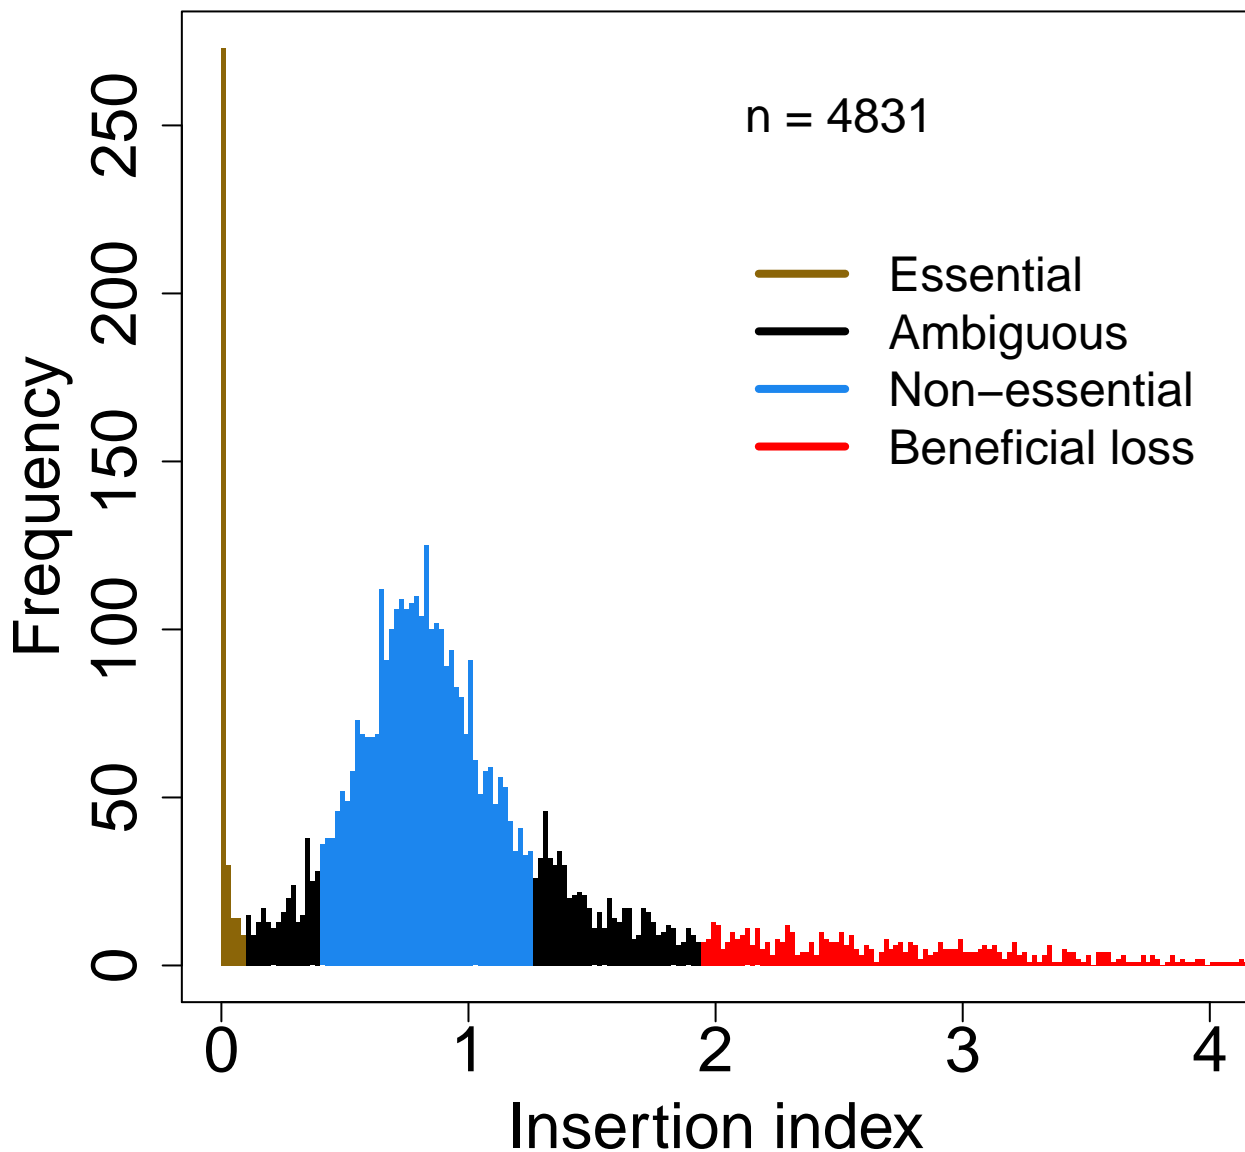 n = 4831
Essential
Ambiguous
Non−essential
Beneficial loss
Frequency
250
200
150
100
50
0
0 1 2 3 4
Insertion index